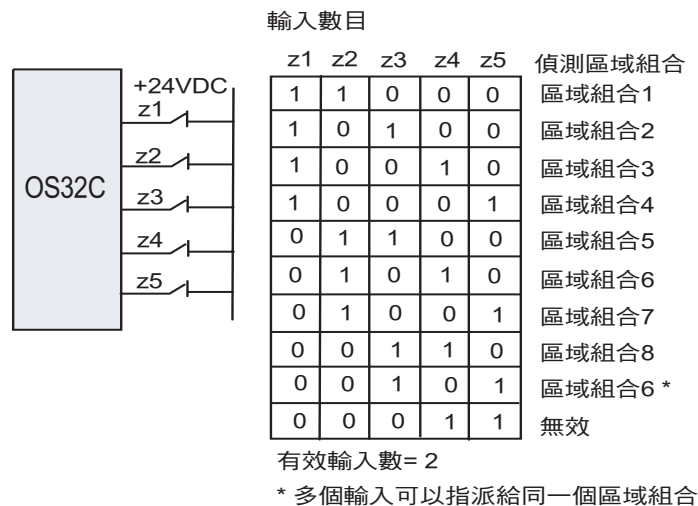 輸入數目
z1 z2 z3 z4 z5 偵測區域組合
+24VDC
z1
z2
z3
z4
z5
OS32C
1 1 0 0 0 區域組合1
1 0 1 0 0 區域組合2
1 0 0 1 0 區域組合3
1 0 0 0 1 區域組合4
0 1 1 0 0 區域組合5
0 1 0 1 0 區域組合6
0 1 0 0 1 區域組合7
0 0 1 1 0 區域組合8
0 0 1 0 1 區域組合6 *
0 0 0 1 1 無效
有效輸入數= 2
* 多個輸入可以指派給同一個區域組合